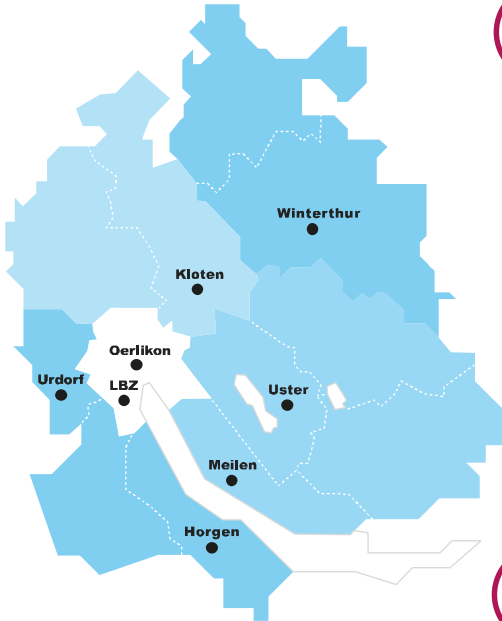 Winterthur
Kloten
Oerlikon
Urdorf
LBZ
Uster
Meilen
Horgen